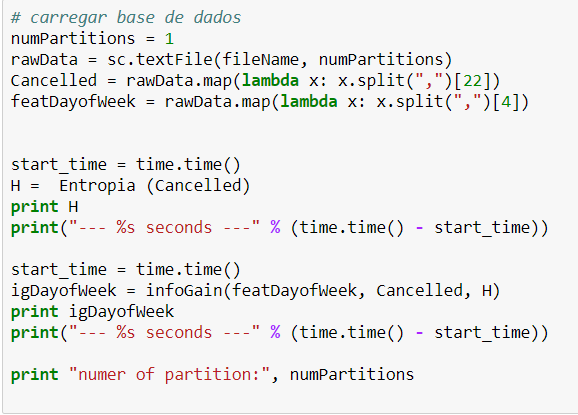 # carregar base de dados
numPartitions = 1
rawData = sc.textFile(fileName, numPartitions)
Cancelled = rawData.map(lambda x: x.split(",")[22])
featDayofWeek = rawData.map(lambda x: x.split(",")[4])
start_time = time.time()
H =  Entropia (Cancelled)
print H
print("--- %s seconds ---" % (time.time() - start_time))
start_time = time.time()
igDayofWeek = infoGain(featDayofWeek, Cancelled, H)
print igDayofWeek
print("--- %s seconds ---" % (time.time() - start_time))
print "numer of partition:", numPartitions